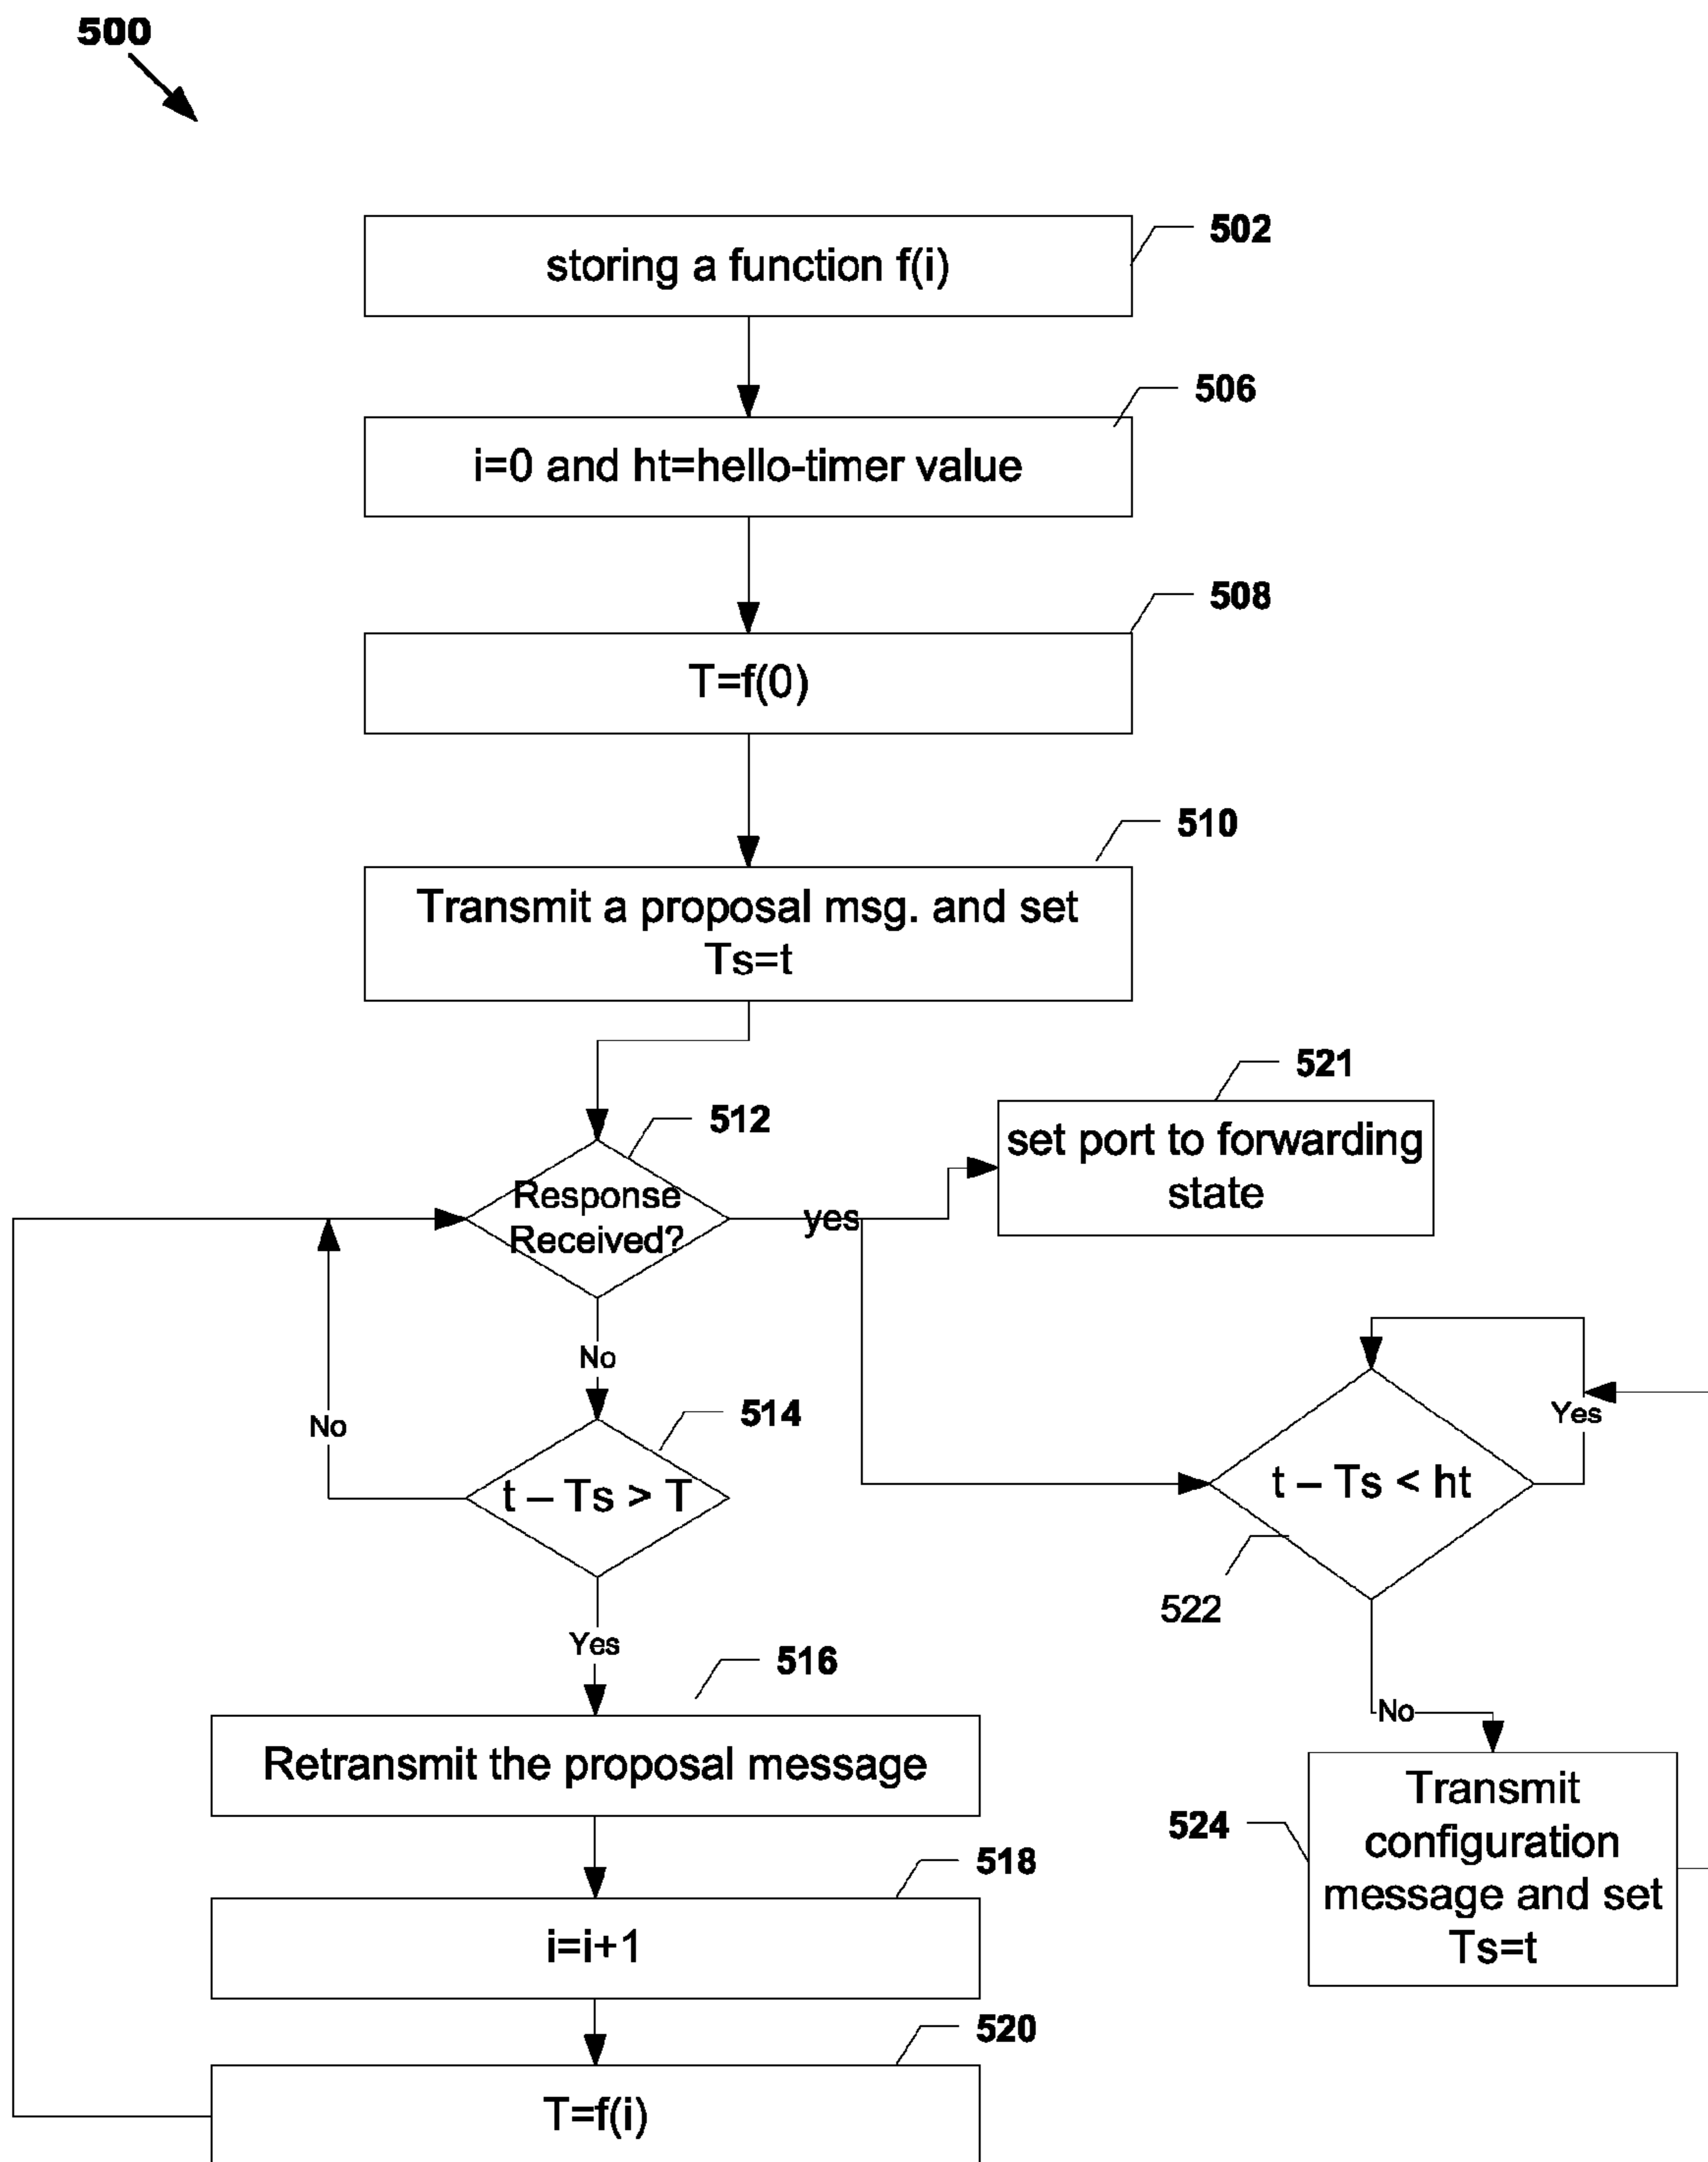 500
502
storing a function f(i)
506
i=0 and ht=hello-timer value
508
T=f(0)
510
Transmit a proposal msg. and set
Ts=t
521
set port to forwarding
state
512
Response
Received?
yes
No
No
514
t – Ts > T
Yes
t – Ts < ht
522
Yes
516
Retransmit the proposal message
No
524
Transmit
configuration
message and set
Ts=t
518
i=i+1
520
T=f(i)